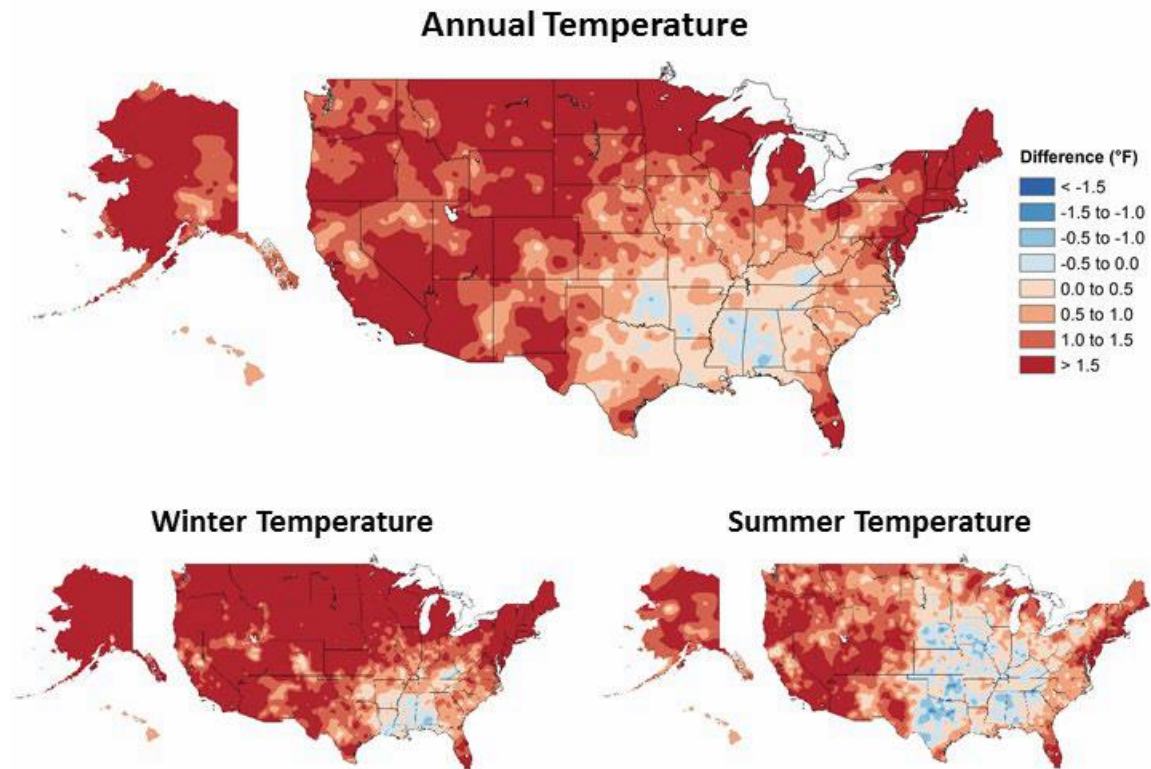 Annual Temperature
Difference (°F)
< -1.5
-1.5 to -1.0
-0.5 to -1.0
-0.5 to 0.0
0.0 to 0.5
0.5 to 1.0
1.0 to 1.5
> 1.5
Winter Temperature
Summer Temperature